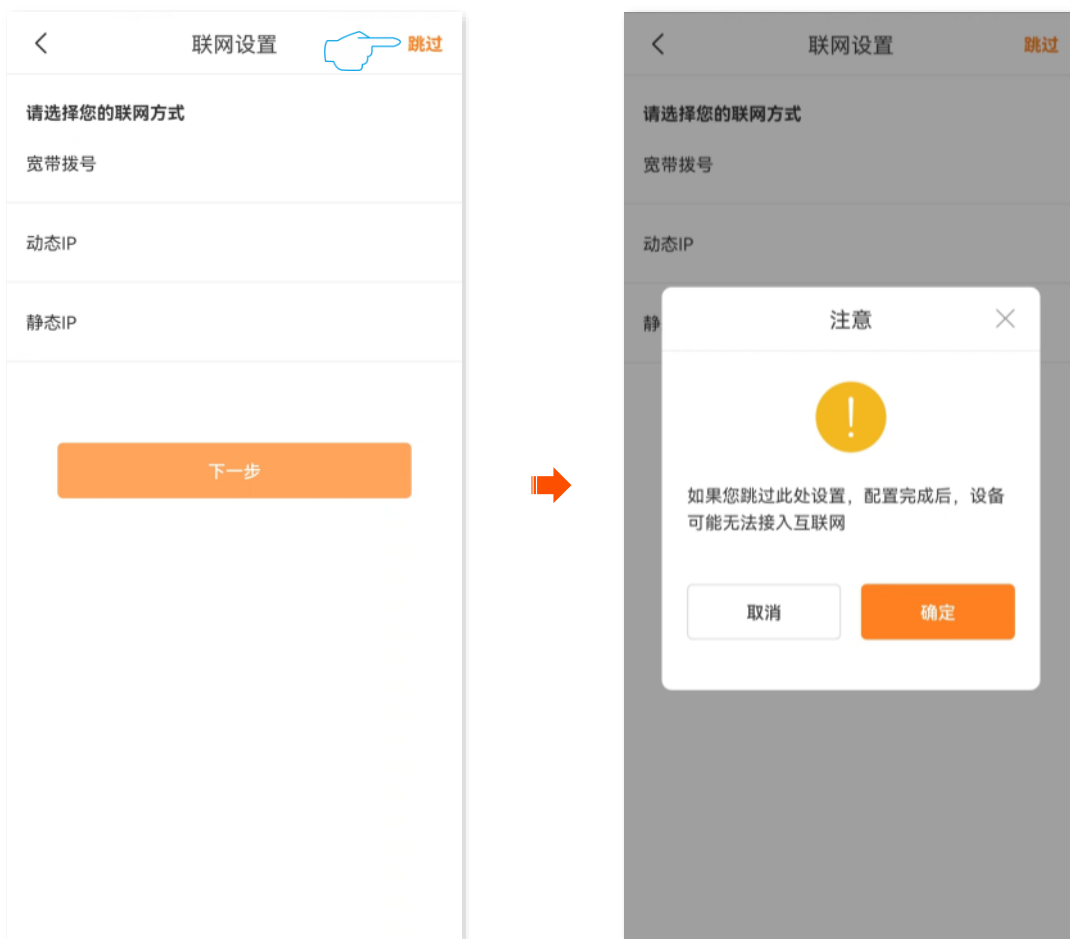 联网设置
跳过
请选择您的联网方式
宽带拨号
动态IP
静态IP
下一步
联网设置
跳过
请选择您的联网方式
宽带拨号
动态IP
静
注意
如果您跳过此处设置，配置完成后，设备
可能无法接入互联网
取消
确定